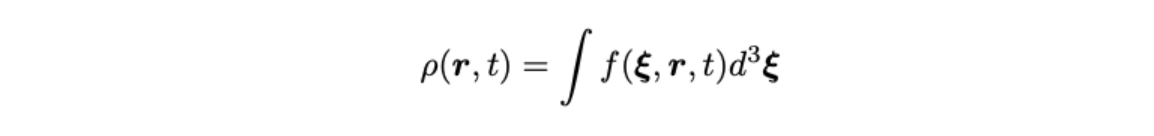 ρ(r, t) = ∫ f(ξ, r, t)d³ξ